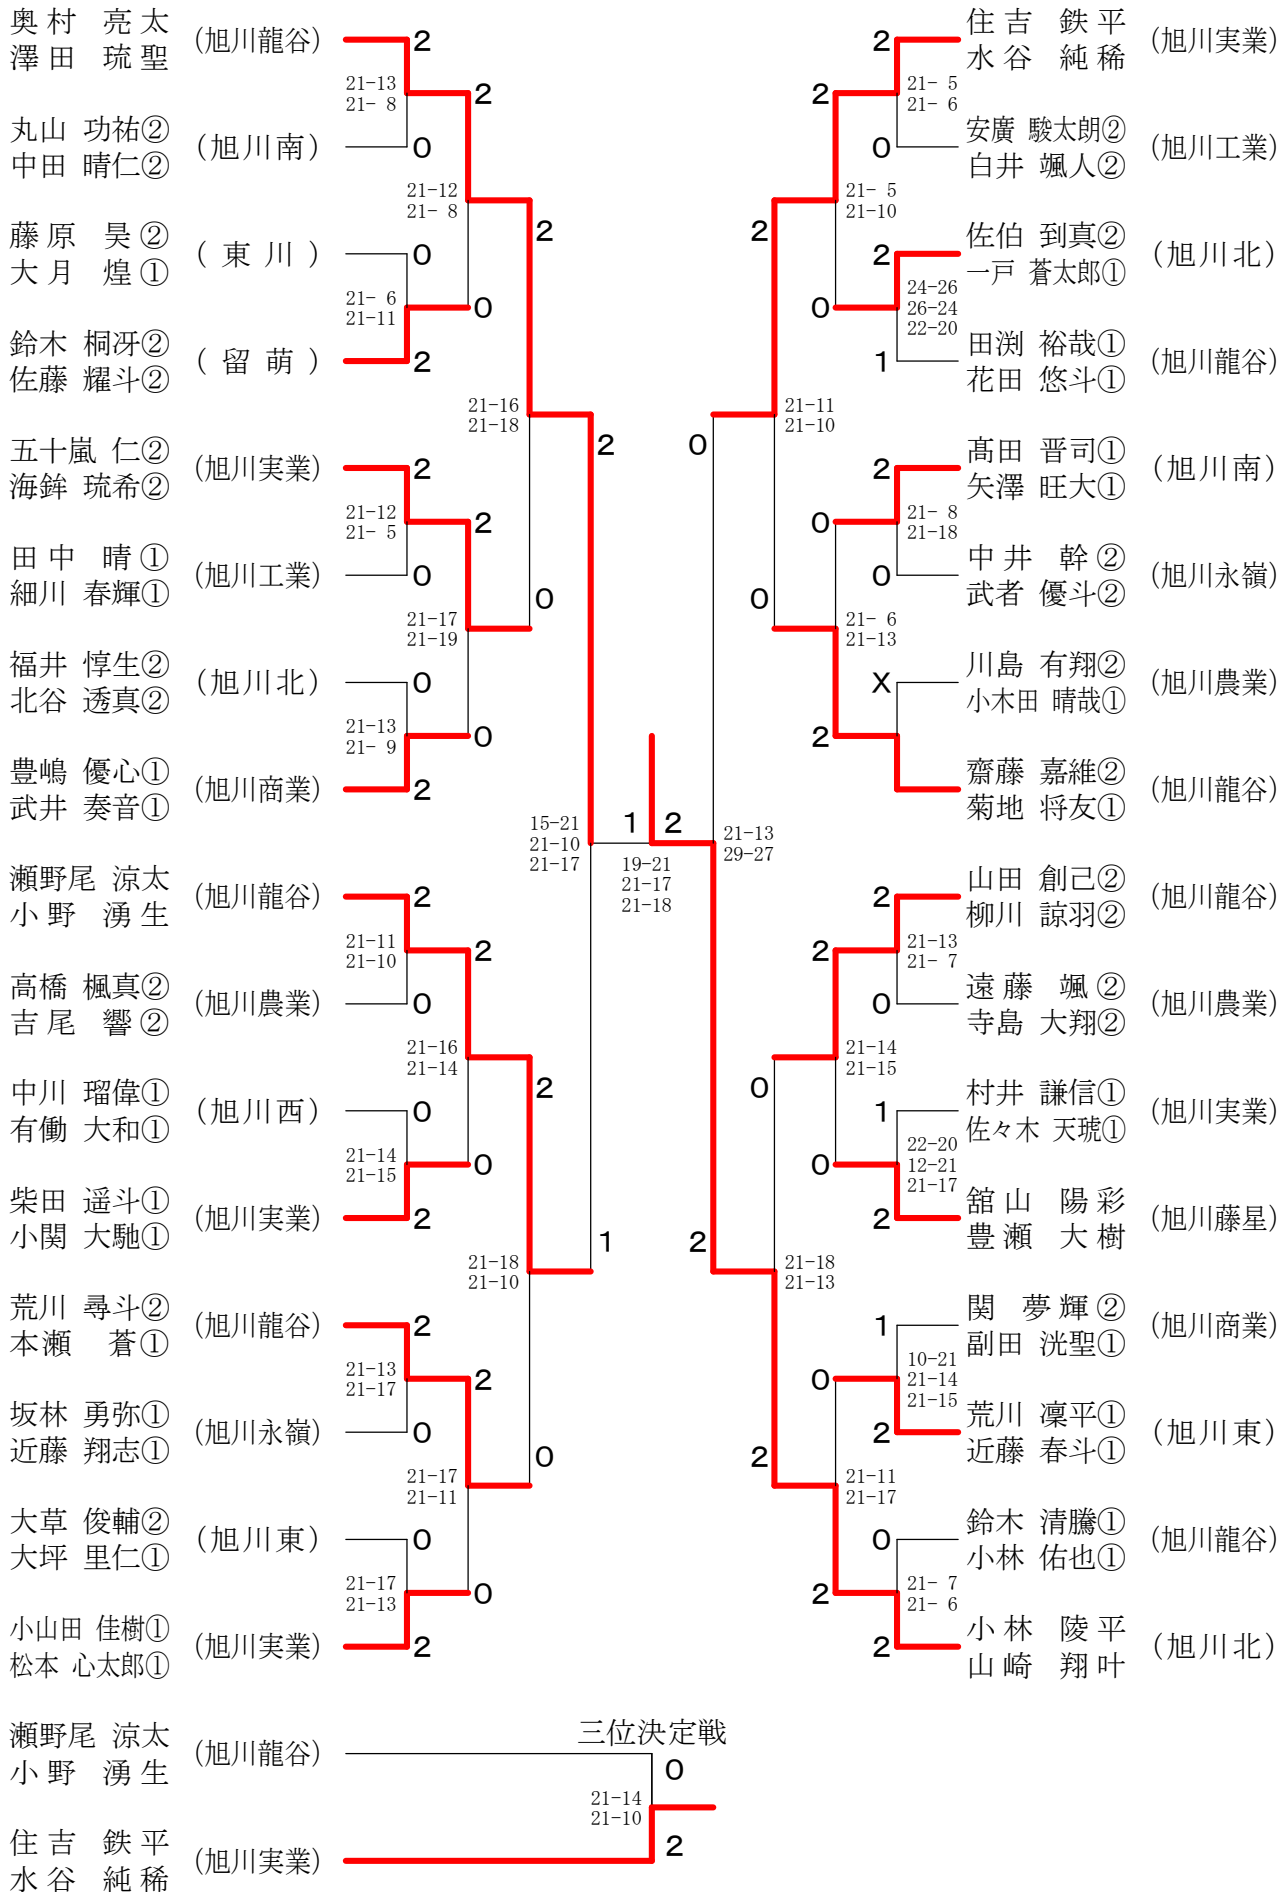 奥村 亮太
澤田 琉聖
(旭川龍谷)
2
21-13
21- 8
2
丸山 功祐②
中田 晴仁②
(旭川南)
0
21-12
21- 8
2
藤原 昊②
大月 煌①
(東川)
0
21- 6
21-11
0
鈴木 桐冴②
佐藤 耀斗②
(留萌)
2
21-16
21-18
2
五十嵐 仁②
海鉾 琉希②
(旭川実業)
2
21-12
21- 5
2
田中 晴①
細川 春輝①
(旭川工業)
0
21-17
21-19
0
福井 惇生②
北谷 透真②
(旭川北)
0
21-13
21- 9
0
豊嶋 優心①
武井 奏音①
(旭川商業)
2
15-21
21-10
21-17
1
2
19-21
21-17
21-18
瀬野尾 涼太
小野 湧生
(旭川龍谷)
2
21-11
21-10
2
高橋 楓真②
吉尾 響②
(旭川農業)
0
21-16
21-14
2
中川 瑠偉①
有働 大和①
(旭川西)
0
21-14
21-15
0
柴田 遥斗①
小関 大馳①
(旭川実業)
2
21-18
21-10
1
荒川 尋斗②
本瀬 蒼①
(旭川龍谷)
2
21-13
21-17
2
坂林 勇弥①
近藤 翔志①
(旭川永嶺)
0
21-17
21-11
0
大草 俊輔②
大坪 里仁①
(旭川東)
0
21-17
21-13
0
小山田 佳樹①
松本 心太郎①
(旭川実業)
2
住吉 鉄平
水谷 純稀
(旭川実業)
2
21- 5
21- 6
2
安廣 駿太朗②
白井 颯人②
(旭川工業)
0
21- 5
21-10
2
佐伯 到真②
一戸 蒼太郎①
(旭川北)
2
24-26
26-24
22-20
0
田渕 裕哉①
花田 悠斗①
(旭川龍谷)
1
21-11
21-10
0
髙田 晋司①
矢澤 旺大①
(旭川南)
2
21- 8
21-18
0
中井 幹②
武者 優斗②
(旭川永嶺)
0
21- 6
21-13
0
川島 有翔②
小木田 晴哉①
(旭川農業)
X
2
齋藤 嘉維②
菊地 将友①
(旭川龍谷)
21-13
29-27
山田 創己②
柳川 諒羽②
(旭川龍谷)
2
21-13
21- 7
2
遠藤 颯②
寺島 大翔②
(旭川農業)
0
21-14
21-15
0
村井 謙信①
佐々木 天琥①
(旭川実業)
1
22-20
12-21
21-17
0
舘山 陽彩
豊瀬 大樹
(旭川藤星)
2
21-18
21-13
2
関 夢輝②
副田 洸聖①
(旭川商業)
1
10-21
21-14
21-15
0
荒川 凜平①
近藤 春斗①
(旭川東)
2
21-11
21-17
2
鈴木 清騰①
小林 佑也①
(旭川龍谷)
0
21- 7
21- 6
2
小林 陵平
山崎 翔叶
(旭川北)
2
三位決定戦
瀬野尾 涼太
小野 湧生
(旭川龍谷)
0
21-14
21-10
住吉 鉄平
水谷 純稀
(旭川実業)
2